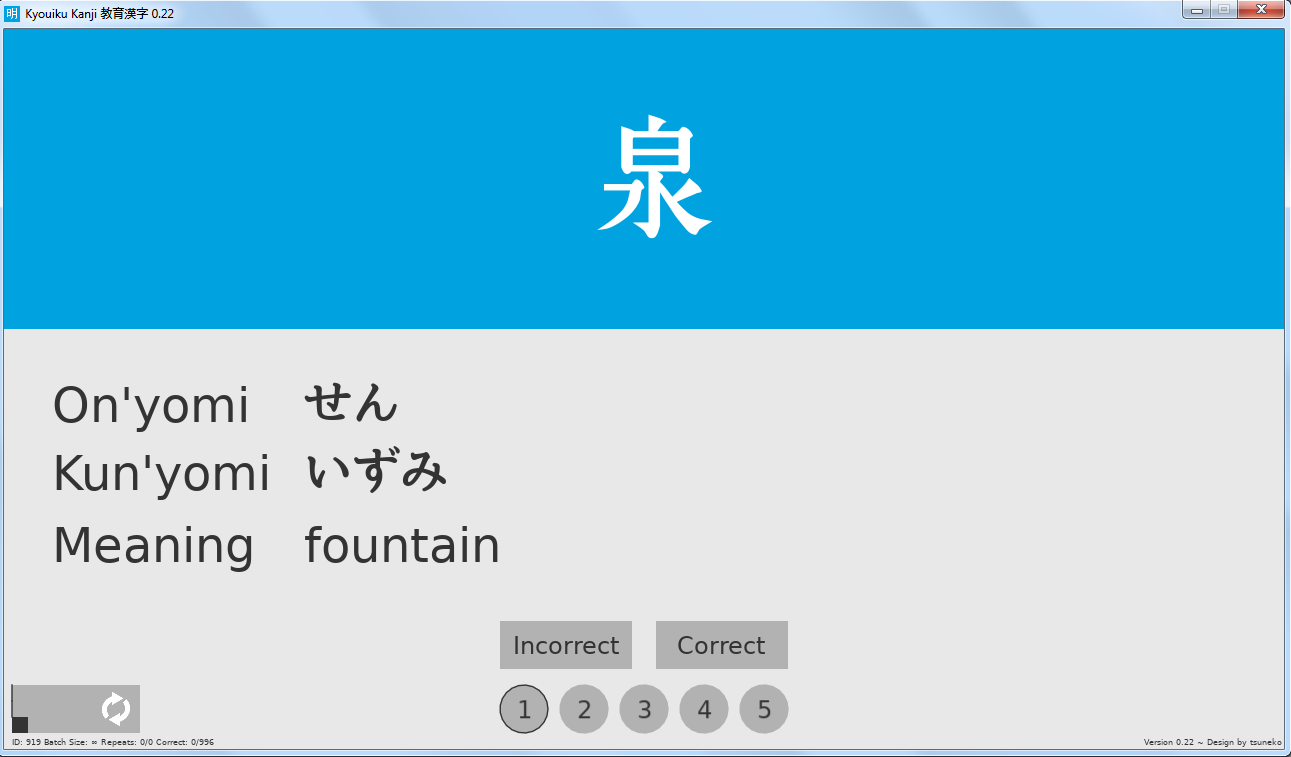 明 Kyouiku Kanji 教育漢字 0.22
泉
On'yomi せん
Kun'yomi いずみ
Meaning fountain
Incorrect Correct
1 2 3 4 5
ID: 919 Batch Size: ∞ Repeats: 0/0 Correct: 0/996
Version 0.22 ~ Design by tsuneko